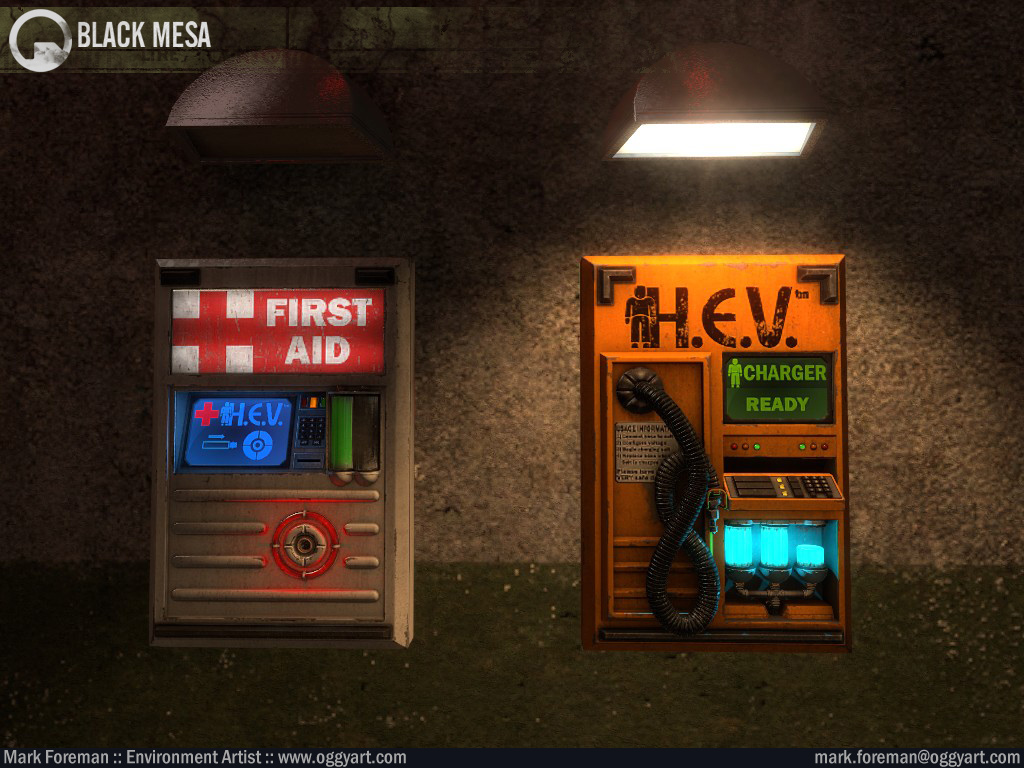 BLACK MESA
FIRST
AID
H.E.V.
H.E.V.™
CHARGER
READY
USAGE INFORMATION
Mark Foreman :: Environment Artist :: www.oggyart.com
mark.foreman@oggyart.com